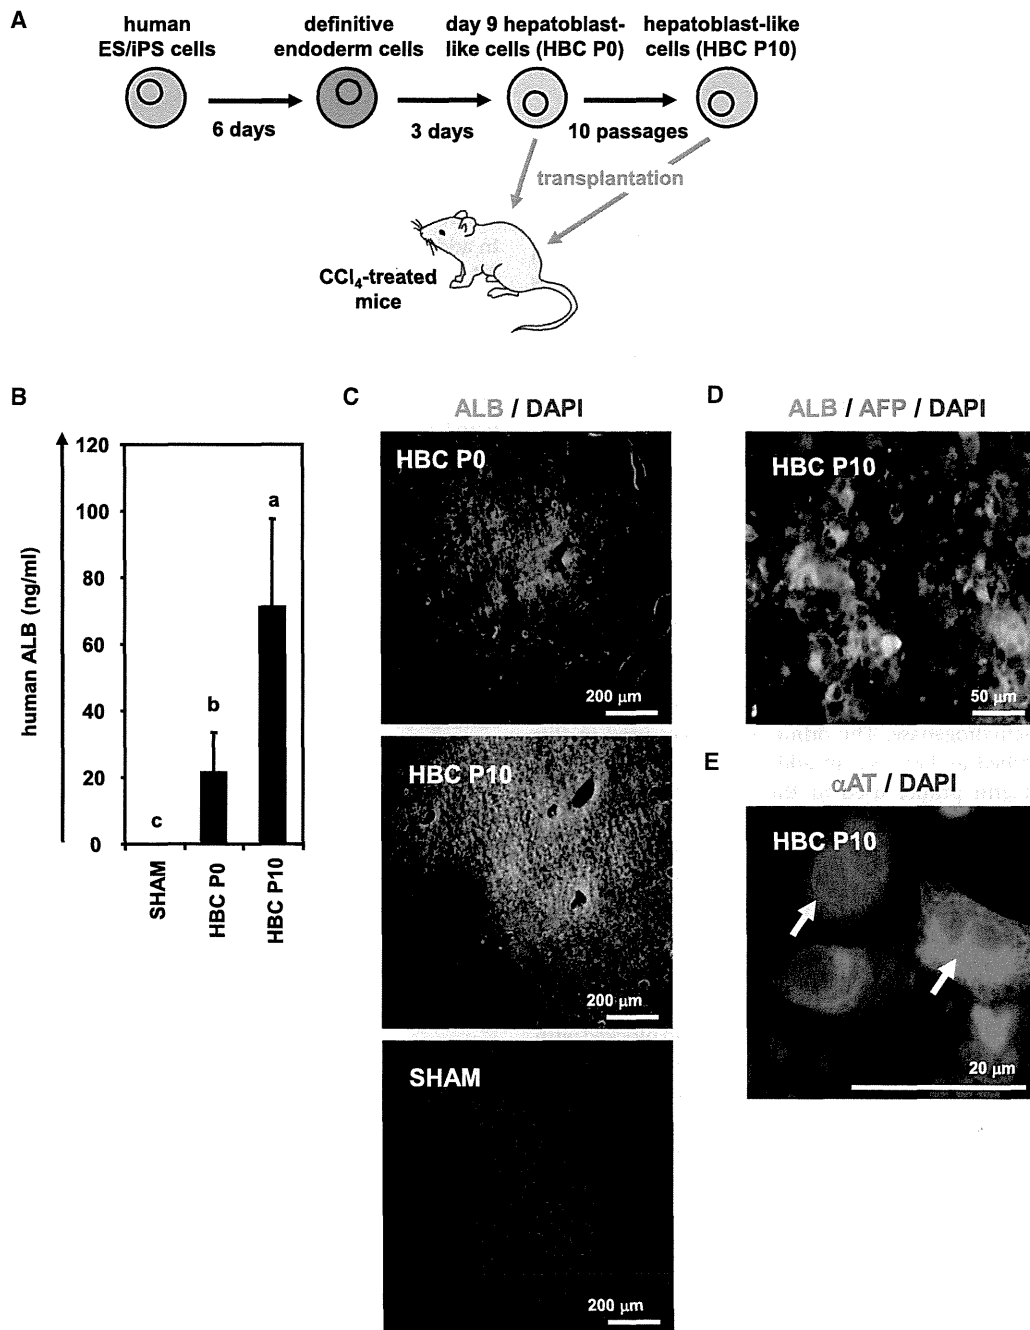 A
human
ES/iPS cells
definitive
endoderm cells
day 9 hepatoblast-
like cells (HBC P0)
hepatoblast-like
cells (HBC P10)
6 days
3 days
10 passages
transplantation
CCl₄-treated
mice
B
human ALB (ng/ml)
120
100
80
60
40
20
0
c
b
a
SHAM
HBC P0
HBC P10
C
ALB / DAPI
HBC P0
200 μm
HBC P10
200 μm
SHAM
200 μm
D
ALB / AFP / DAPI
HBC P10
50 μm
E
αAT / DAPI
HBC P10
20 μm